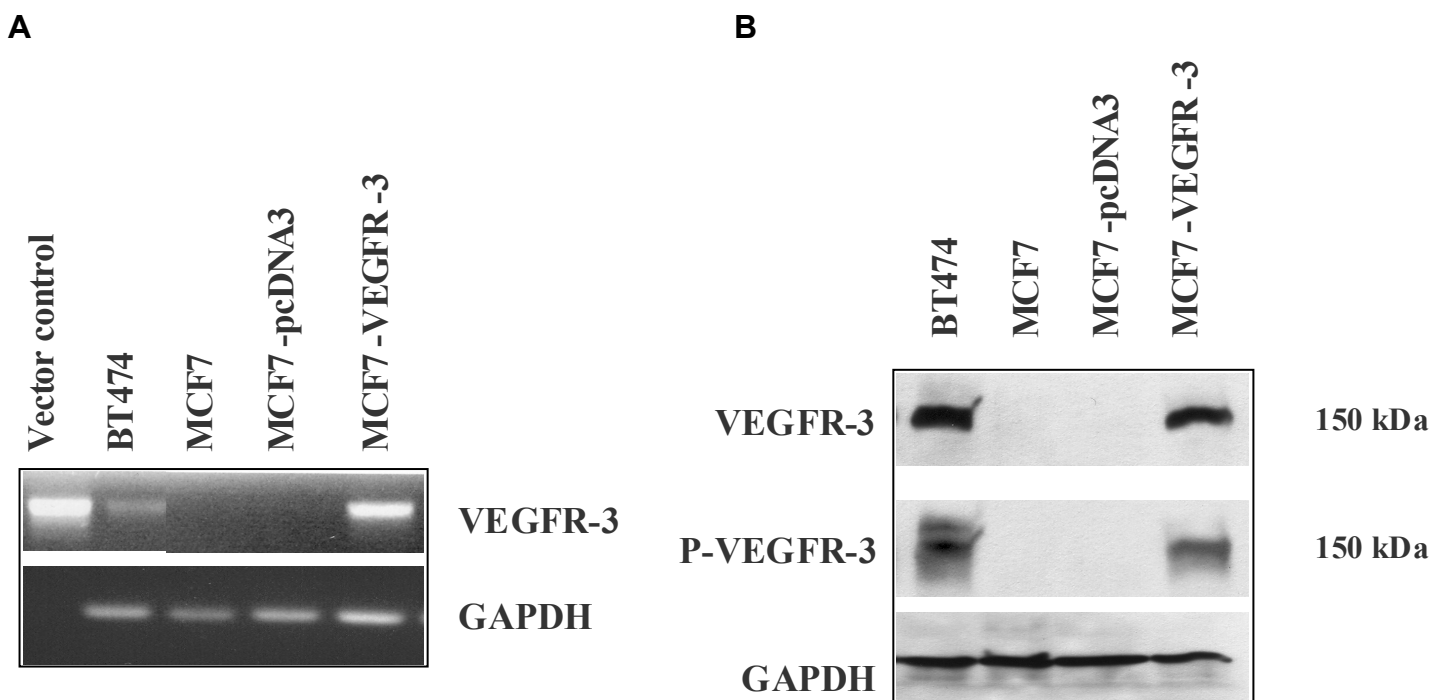 A
Vector control
BT474
MCF7
MCF7-pcDNA3
MCF7-VEGFR-3
VEGFR-3
GAPDH
B
BT474
MCF7
MCF7-pcDNA3
MCF7-VEGFR-3
VEGFR-3
150 kDa
P-VEGFR-3
150 kDa
GAPDH